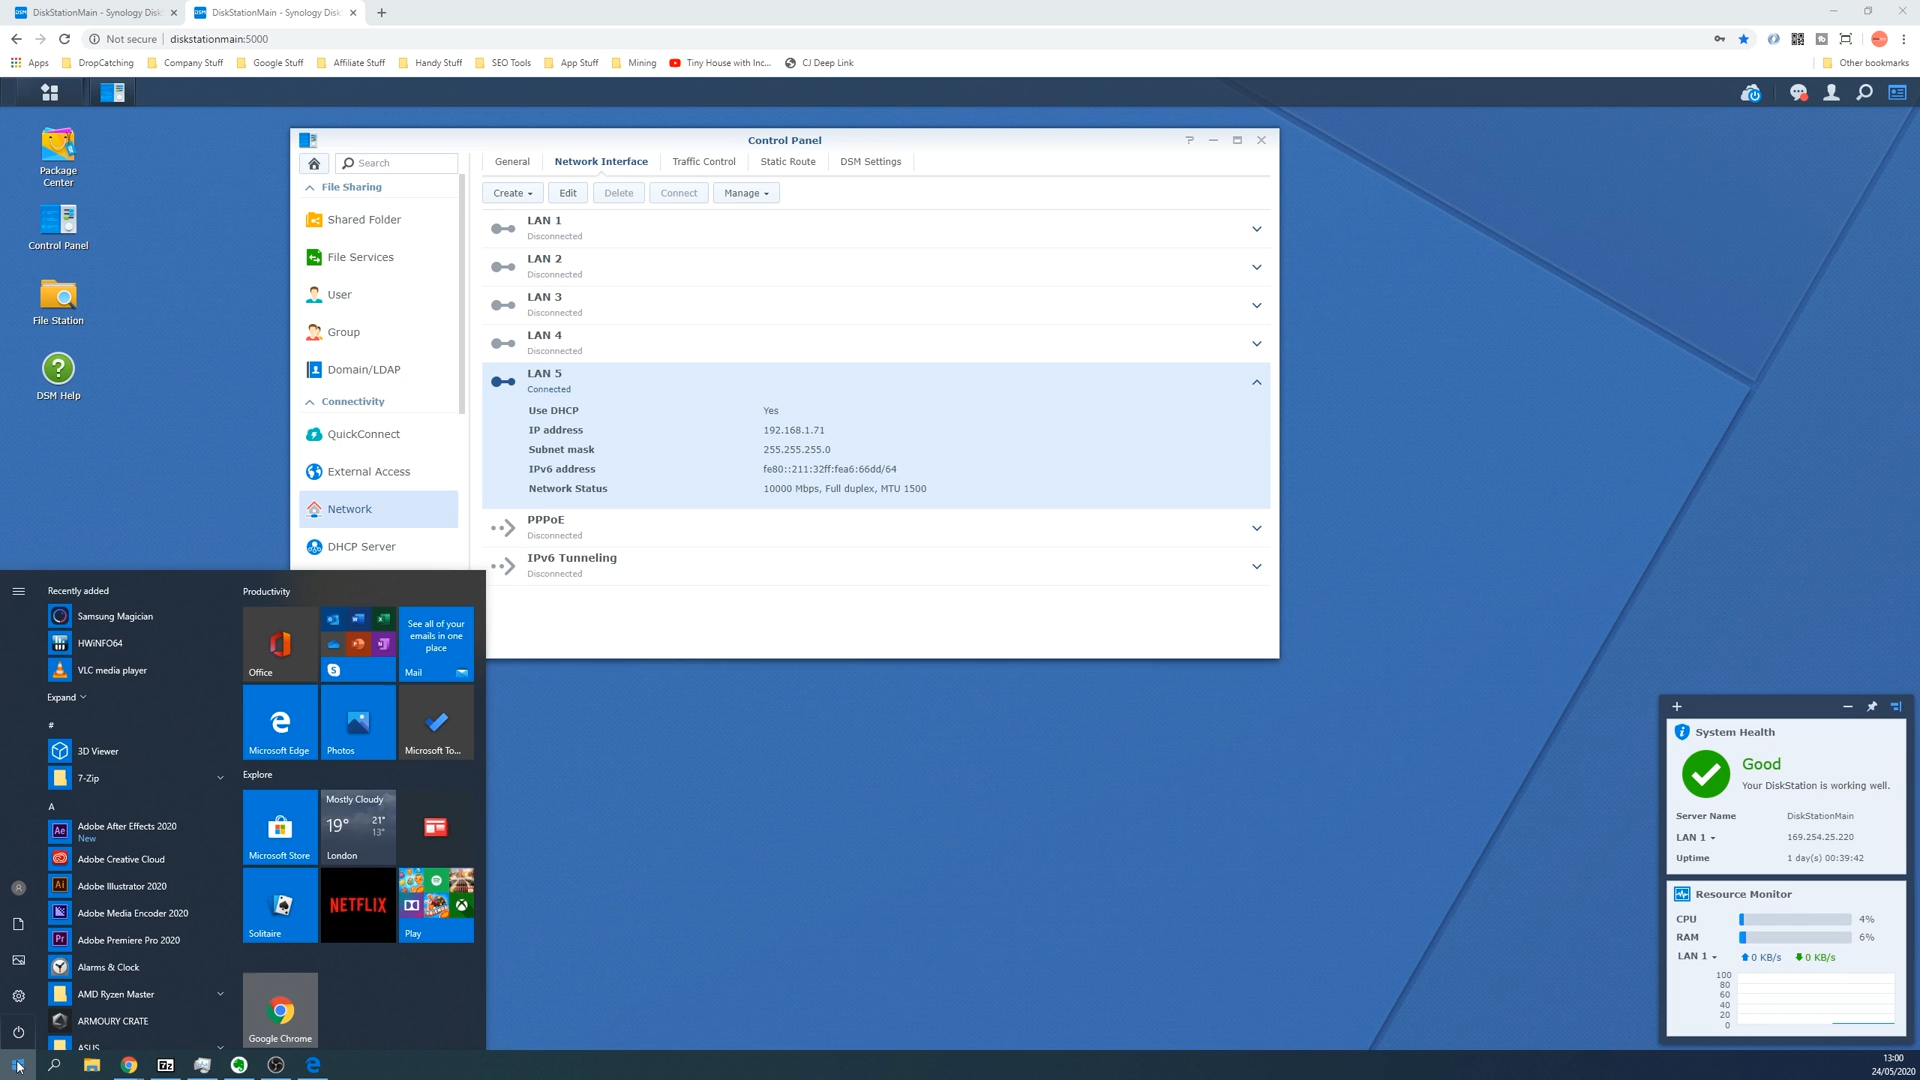 DiskStationMain - Synology Disk
DiskStationMain - Synology Disk
Not secure
diskstationmain:5000
Apps
DropCatching
Company Stuff
Google Stuff
Affiliate Stuff
Handy Stuff
SEO Tools
App Stuff
Mining
Tiny House with Inc...
CJ Deep Link
Other bookmarks
Package
Center
Control Panel
File Station
DSM Help
Control Panel
Search
General
Network Interface
Traffic Control
Static Route
DSM Settings
File Sharing
Shared Folder
File Services
User
Group
Domain/LDAP
Connectivity
QuickConnect
External Access
Network
DHCP Server
Create
Edit
Delete
Connect
Manage
LAN 1
Disconnected
LAN 2
Disconnected
LAN 3
Disconnected
LAN 4
Disconnected
LAN 5
Connected
Use DHCP Yes
IP address 192.168.1.71
Subnet mask 255.255.255.0
IPv6 address fe80::211:32ff:fea6:66dd/64
Network Status 10000 Mbps, Full duplex, MTU 1500
PPPoE
Disconnected
IPv6 Tunneling
Disconnected
Recently added
Samsung Magician
HWiNFO64
VLC media player
Expand
#
3D Viewer
7-Zip
A
Adobe After Effects 2020
New
Adobe Creative Cloud
Adobe Illustrator 2020
Adobe Media Encoder 2020
Adobe Premiere Pro 2020
Alarms & Clock
AMD Ryzen Master
ARMOURY CRATE
ASUS
Productivity
Office
See all of your
emails in one
place
Mail
Microsoft Edge
Photos
Microsoft To...
Explore
Microsoft Store
Mostly Cloudy
19° 21°
13°
London
Solitaire
NETFLIX
Play
Google Chrome
System Health
Good
Your DiskStation is working well.
Server Name DiskStationMain
LAN 1 169.254.25.220
Uptime 1 day(s) 00:39:42
Resource Monitor
CPU 4%
RAM 6%
LAN 1 0 KB/s 0 KB/s
100
80
60
40
20
0
13:00
24/05/2020